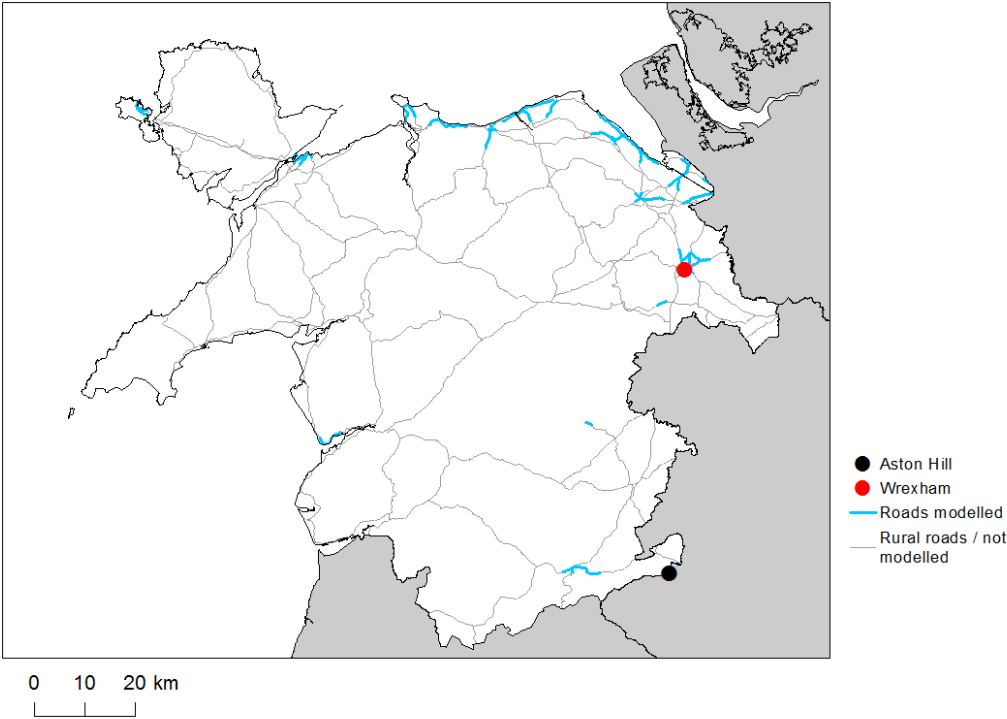 Aston Hill
Wrexham
Roads modelled
Rural roads / not
modelled
0 10 20 km